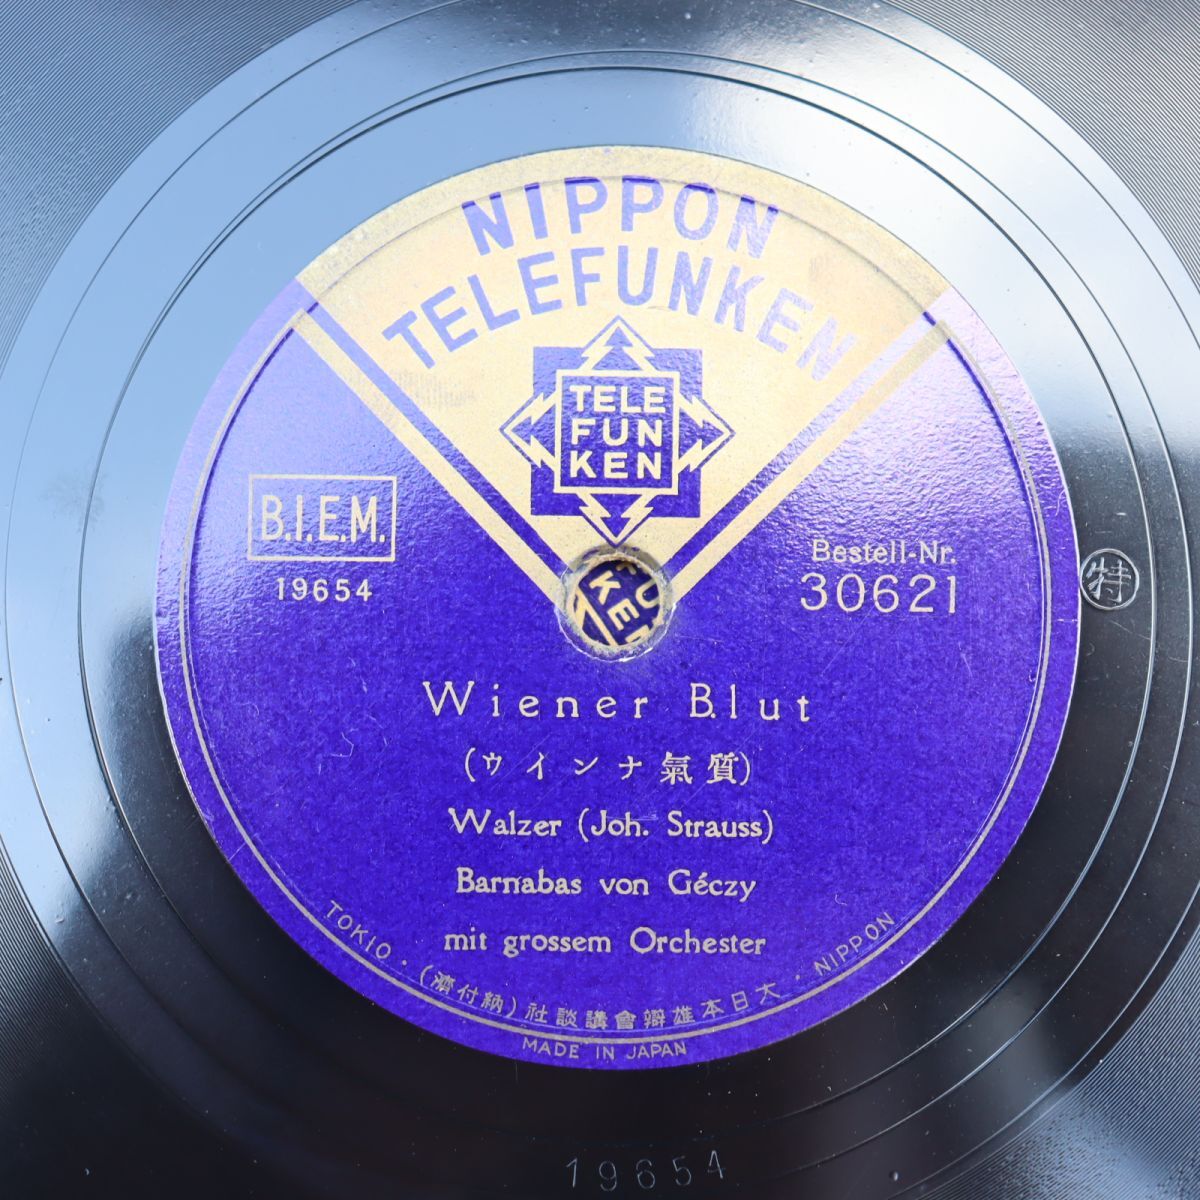 NIPPON
TELEFUNKEN
TELE
FUN
KEN
B.I.E.M.
19654
Bestell-Nr.
30621
特
Wiener Blut
(ウインナ氣質)
Walzer (Joh. Strauss)
Barnabas von Géczy
mit grossem Orchester
TOKIO・(濟付納)社談講會辯雄本日大・NIPPON
MADE IN JAPAN
19654